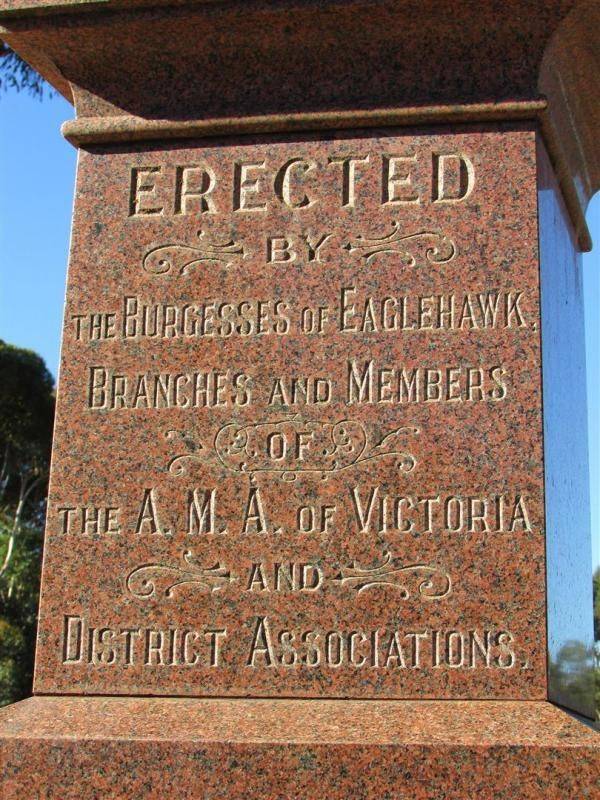 ERECTED
BY
THE BURGESSES OF EAGLEHAWK,
BRANCHES AND MEMBERS
OF
THE A. M. A. OF VICTORIA
AND
DISTRICT ASSOCIATIONS.